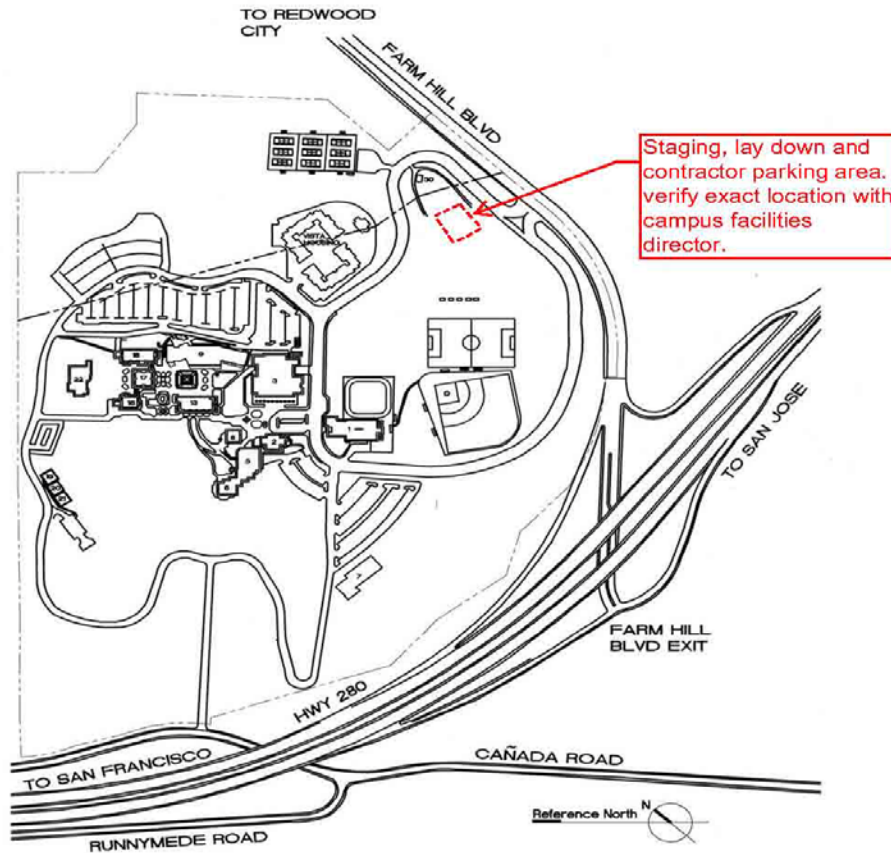 TO REDWOOD
CITY
FARM HILL BLVD
Staging, lay down and
contractor parking area.
verify exact location with
campus facilities
director.
VISTA
HOUSING
TO SAN JOSE
FARM HILL
BLVD EXIT
HWY 280
TO SAN FRANCISCO
CAÑADA ROAD
RUNNYMEDE ROAD
Reference North N